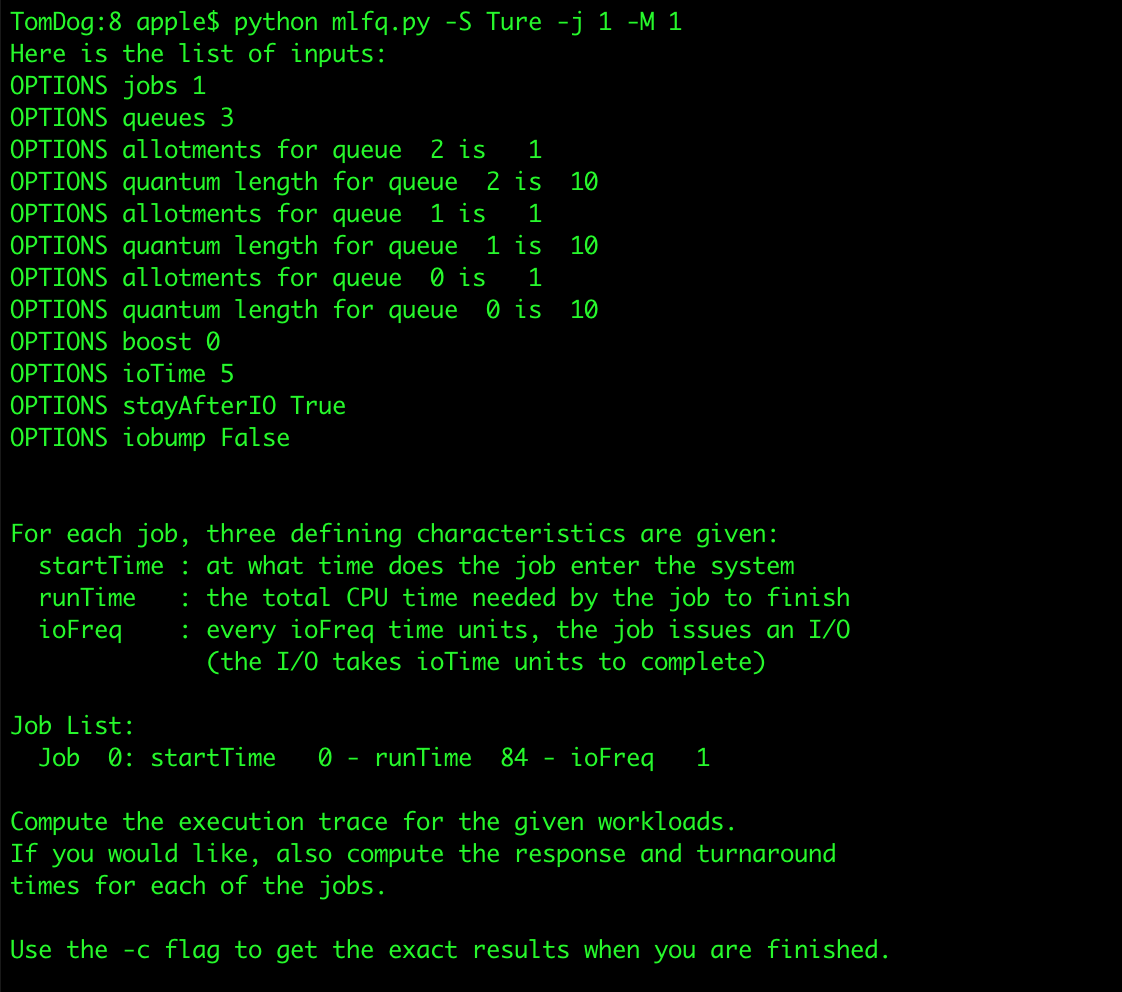 TomDog:8 apple$ python mlfq.py -S Ture -j 1 -M 1
Here is the list of inputs:
OPTIONS jobs 1
OPTIONS queues 3
OPTIONS allotments for queue  2 is   1
OPTIONS quantum length for queue  2 is  10
OPTIONS allotments for queue  1 is   1
OPTIONS quantum length for queue  1 is  10
OPTIONS allotments for queue  0 is   1
OPTIONS quantum length for queue  0 is  10
OPTIONS boost 0
OPTIONS ioTime 5
OPTIONS stayAfterIO True
OPTIONS iobump False
For each job, three defining characteristics are given:
  startTime : at what time does the job enter the system
  runTime   : the total CPU time needed by the job to finish
  ioFreq    : every ioFreq time units, the job issues an I/O
              (the I/O takes ioTime units to complete)
Job List:
  Job  0: startTime   0 - runTime  84 - ioFreq   1
Compute the execution trace for the given workloads.
If you would like, also compute the response and turnaround
times for each of the jobs.
Use the -c flag to get the exact results when you are finished.